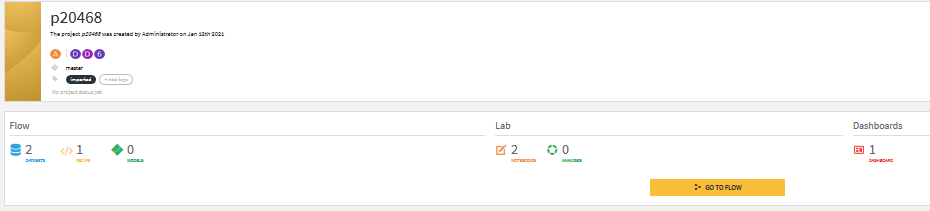 p20468
The project p20468 was created by Administrator on Jan 12th 2021
A D D 6
master
imported + Add tags
No project status yet
Flow Lab Dashboards
2 DATASETS 1 RECIPE 0 MODELS 2 NOTEBOOKS 0 ANALYSES 1 DASHBOARD
GO TO FLOW